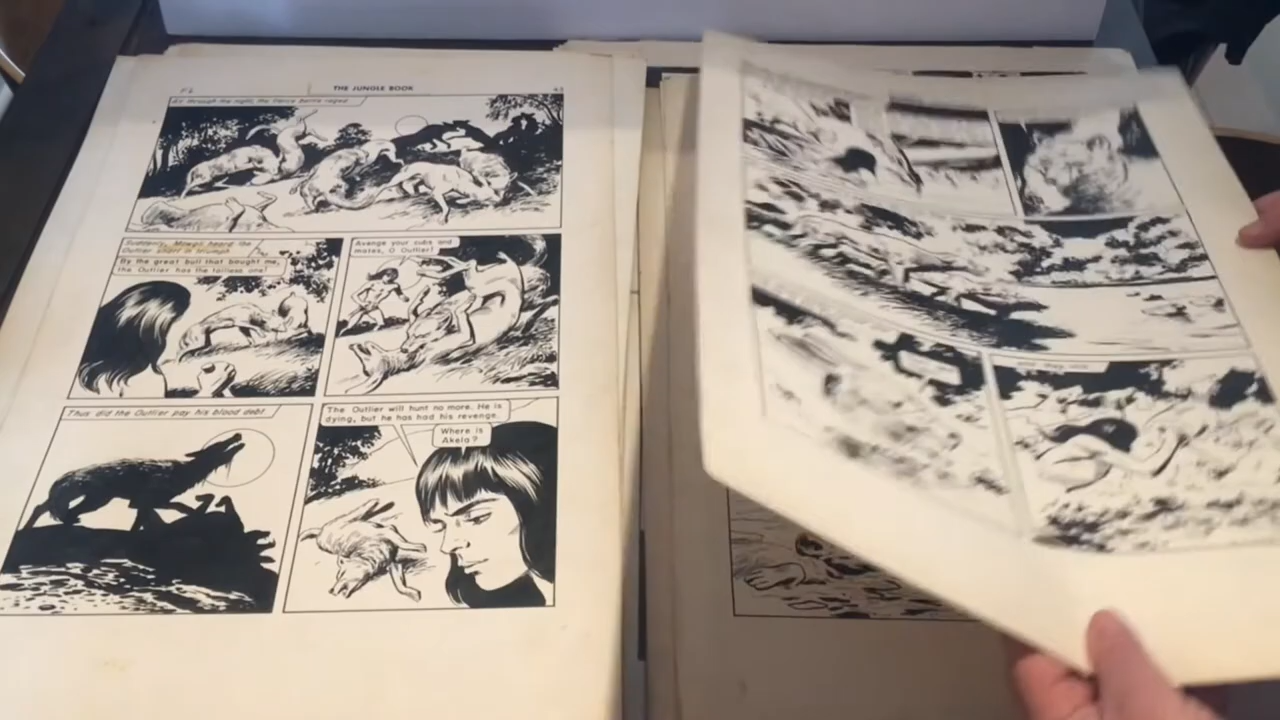 THE JUNGLE BOOK
All through the night, the fierce battle raged
Suddenly, Mowgli heard the
Outlier snarl in triumph
By the great bull that bought me,
the Outlier has the tailless one!
Avenge your cubs and
mates, O Outlier!
Thus did the Outlier pay his blood debt
The Outlier will hunt no more. He is
dying, but he has had his revenge.
Where is
Akela?